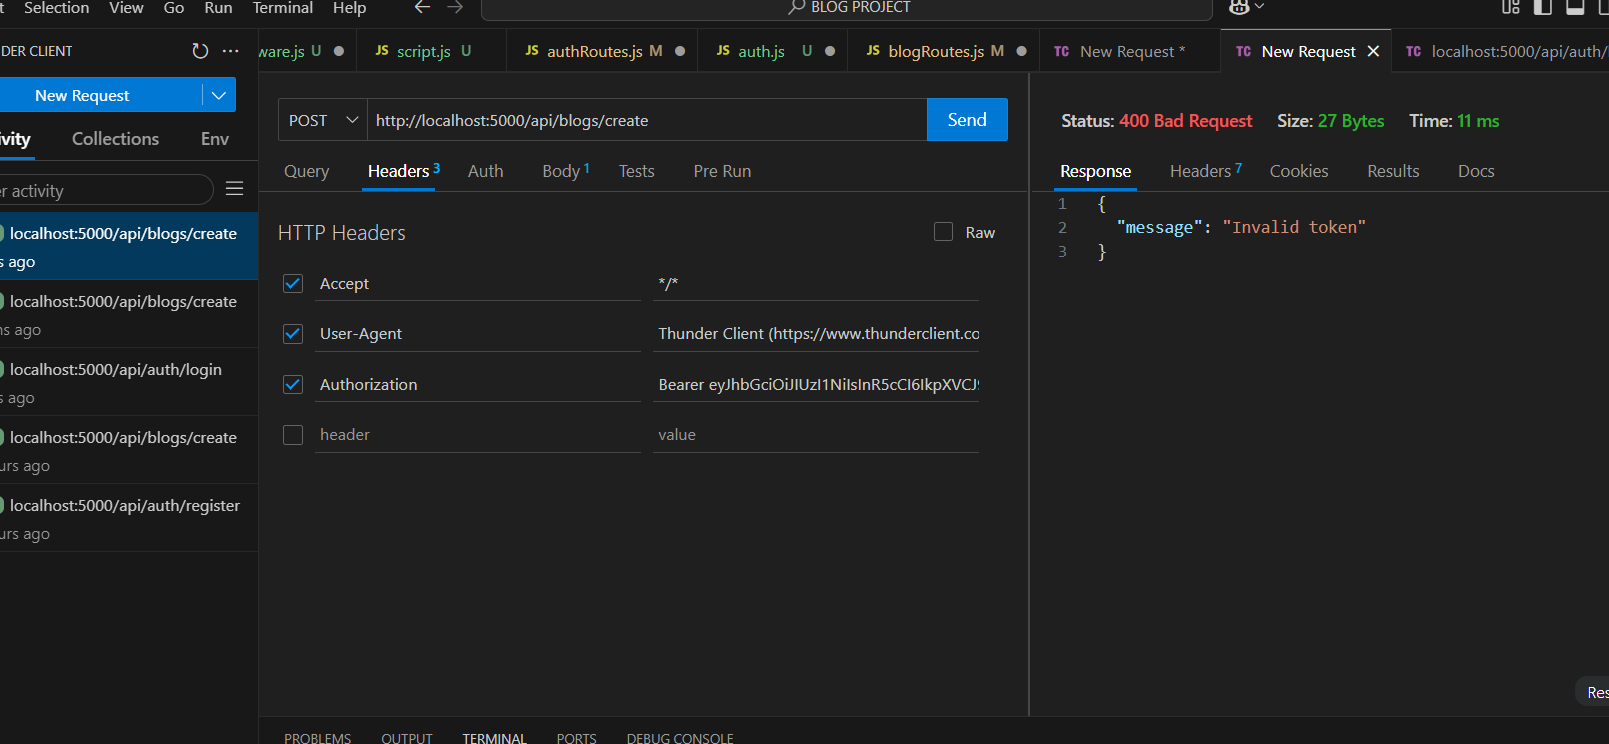 Selection View Go Run Terminal Help BLOG PROJECT
DER CLIENT
ware.js U
JS script.js U
JS authRoutes.js M
JS auth.js U
JS blogRoutes.js M
TC New Request *
TC New Request
TC localhost:5000/api/auth/
New Request
POST
http://localhost:5000/api/blogs/create
Send
Status: 400 Bad Request Size: 27 Bytes Time: 11 ms
ivity Collections Env
Query Headers 3 Auth Body 1 Tests Pre Run
Response Headers 7 Cookies Results Docs
er activity
1 {
2 "message": "Invalid token"
3 }
localhost:5000/api/blogs/create
s ago
localhost:5000/api/blogs/create
ns ago
localhost:5000/api/auth/login
s ago
localhost:5000/api/blogs/create
urs ago
localhost:5000/api/auth/register
urs ago
HTTP Headers
Raw
Accept */*
User-Agent Thunder Client (https://www.thunderclient.co
Authorization Bearer eyJhbGciOiJIUzI1NiIsInR5cCI6IkpXVCJ9
header value
Res
PROBLEMS OUTPUT TERMINAL PORTS DEBUG CONSOLE